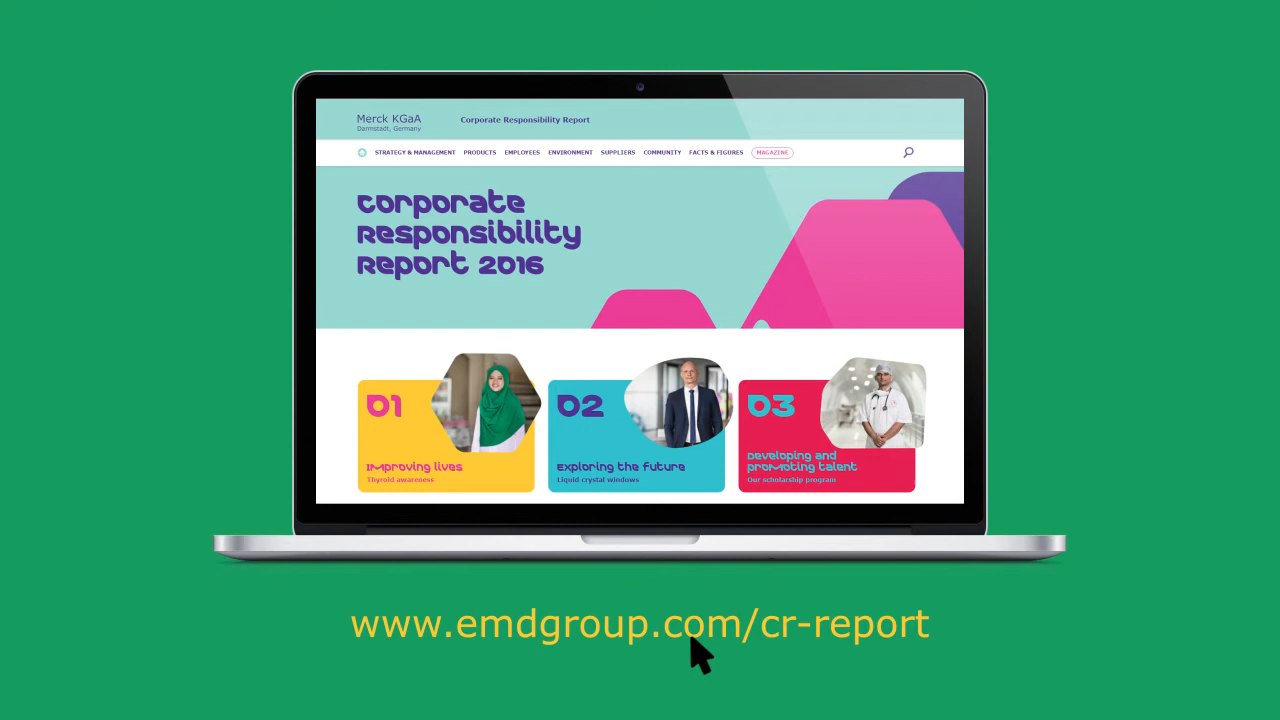 Merck KGaA
Darmstadt, Germany
Corporate Responsibility Report
STRATEGY & MANAGEMENT PRODUCTS EMPLOYEES ENVIRONMENT SUPPLIERS COMMUNITY FACTS & FIGURES MAGAZINE
Corporate
Responsibility
Report 2016
01
Improving lives
Thyroid awareness
02
Exploring the future
Liquid crystal windows
03
Developing and
promoting talent
Our scholarship program
www.emdgroup.com/cr-report